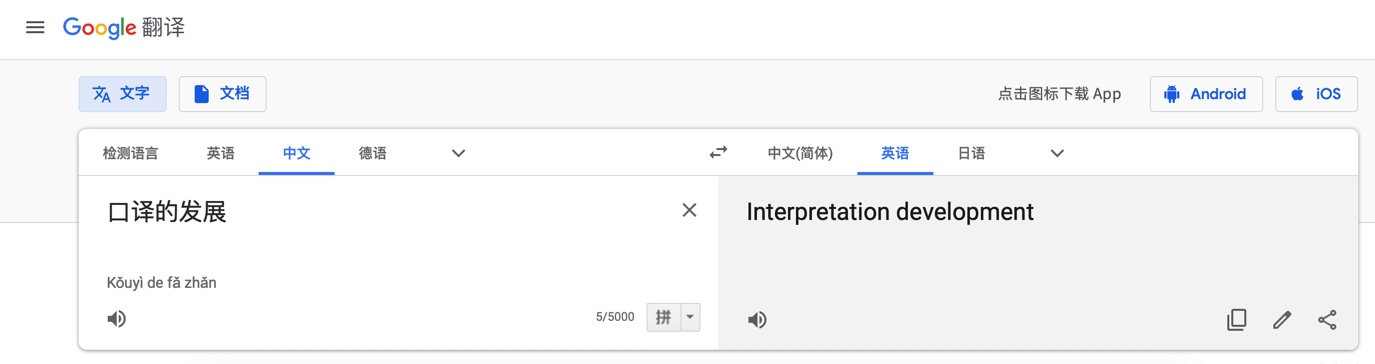 Google 翻译
文字 文档 点击图标下载 App Android iOS
检测语言 英语 中文 德语 中文(简体) 英语 日语
口译的发展 Interpretation development
Kǒuyì de fǎ zhǎn
5/5000 拼